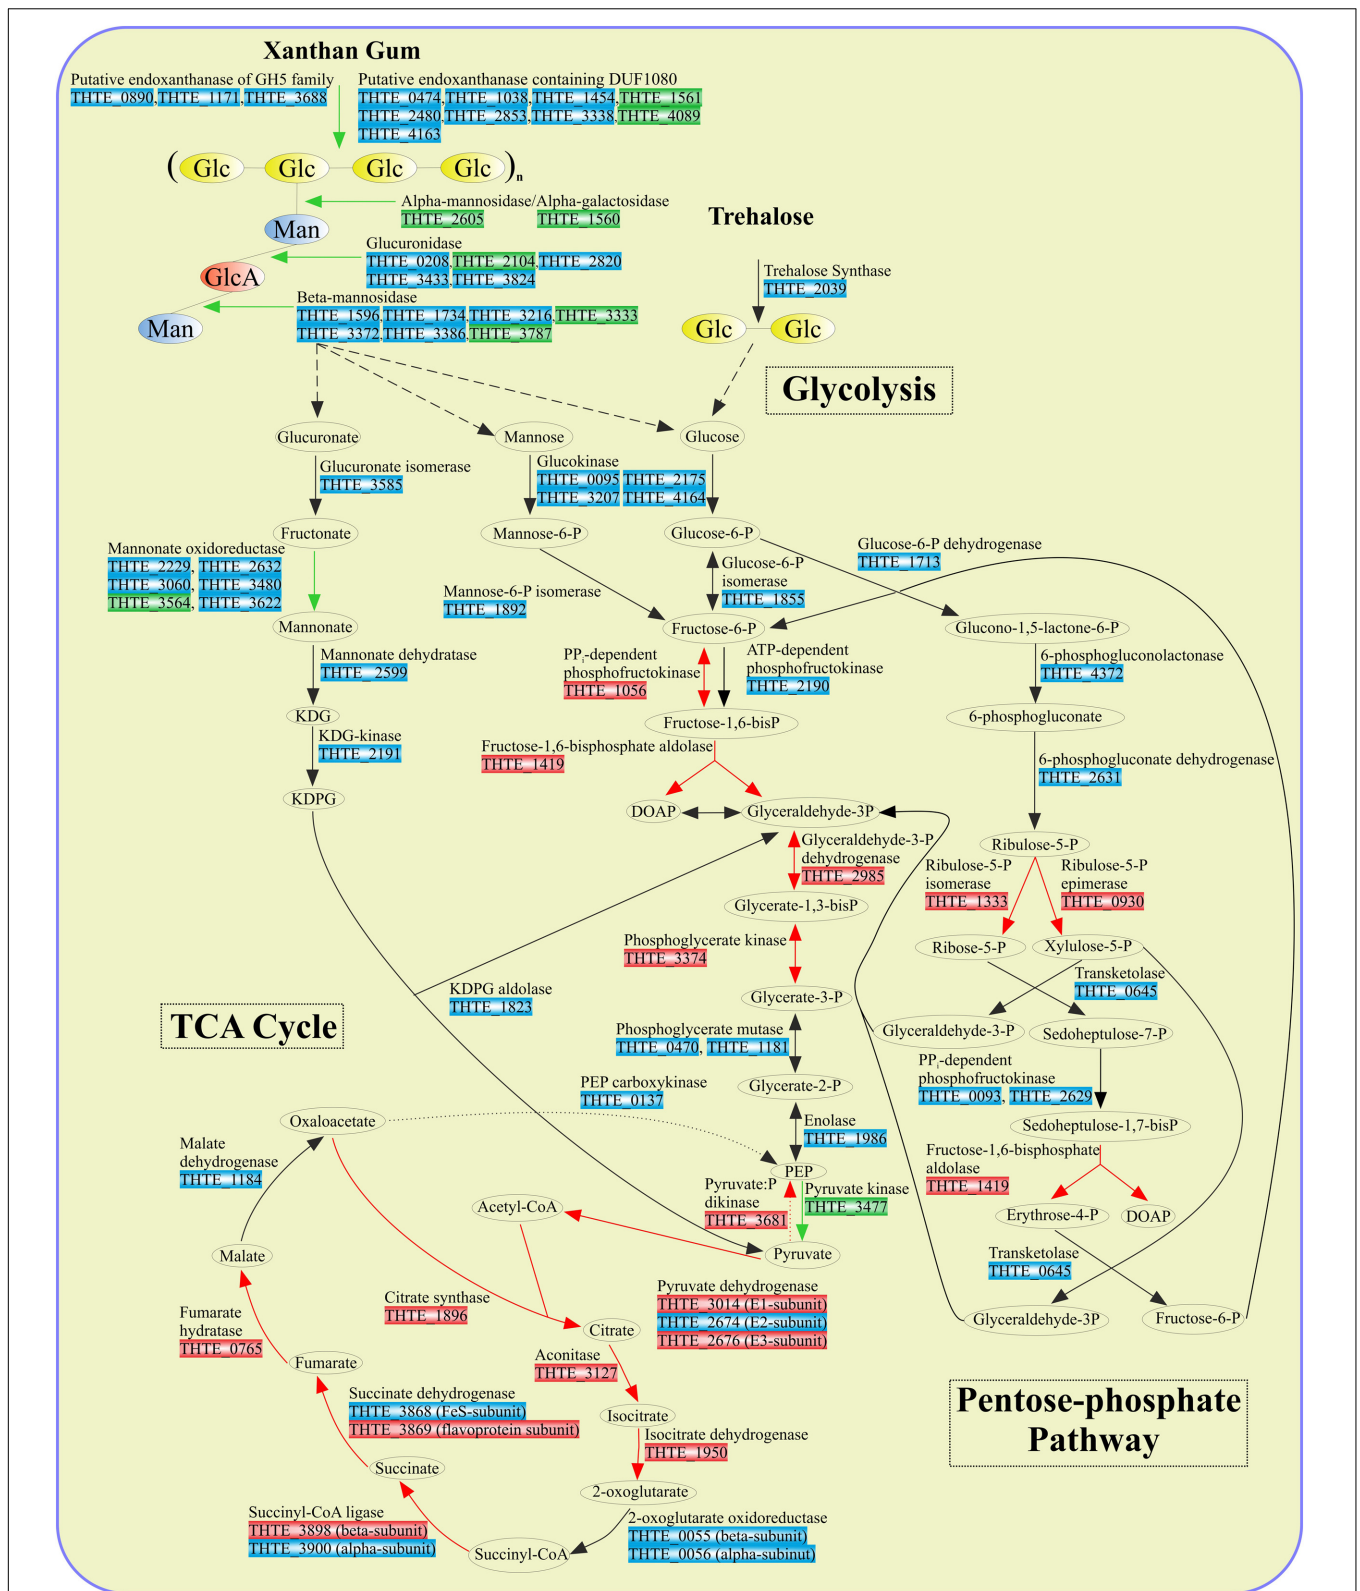 Xanthan Gum
Putative endoxanthanase of GH5 family
THTE_0890,THTE_1171,THTE_3688
Putative endoxanthanase containing DUF1080
THTE_0474,THTE_1038,THTE_1454,THTE_1561
THTE_2480,THTE_2853,THTE_3338,THTE_4089
THTE_4163
( Glc Glc Glc Glc )n
Alpha-mannosidase/Alpha-galactosidase
THTE_2605 THTE_1560
Man
Glucuronidase
THTE_0208,THTE_2104,THTE_2820
THTE_3433,THTE_3824
GlcA
Beta-mannosidase
THTE_1596,THTE_1734,THTE_3216,THTE_3333
THTE_3372,THTE_3386,THTE_3787
Man
Trehalose
Trehalose Synthase
THTE_2039
Glc Glc
Glycolysis
Glucuronate
Mannose
Glucose
Glucuronate isomerase
THTE_3585
Glucokinase
THTE_0095 THTE_2175
THTE_3207 THTE_4164
Fructonate
Mannose-6-P
Glucose-6-P
Mannonate oxidoreductase
THTE_2229, THTE_2632
THTE_3060, THTE_3480
THTE_3564, THTE_3622
Mannose-6-P isomerase
THTE_1892
Glucose-6-P
isomerase
THTE_1855
Glucose-6-P dehydrogenase
THTE_1713
Mannonate
Fructose-6-P
Glucono-1,5-lactone-6-P
Mannonate dehydratase
THTE_2599
PPi-dependent
phosphofructokinase
THTE_1056
ATP-dependent
phosphofructokinase
THTE_2190
6-phosphogluconolactonase
THTE_4372
KDG
Fructose-1,6-bisP
6-phosphogluconate
KDG-kinase
THTE_2191
Fructose-1,6-bisphosphate aldolase
THTE_1419
6-phosphogluconate dehydrogenase
THTE_2631
KDPG
DOAP
Glyceraldehyde-3P
Glyceraldehyde-3-P
dehydrogenase
THTE_2985
Ribulose-5-P
Ribulose-5-P
isomerase
THTE_1333
Ribulose-5-P
epimerase
THTE_0930
Glycerate-1,3-bisP
Phosphoglycerate kinase
THTE_3374
Ribose-5-P
Xylulose-5-P
Transketolase
THTE_0645
KDPG aldolase
THTE_1823
Glycerate-3-P
TCA Cycle
Phosphoglycerate mutase
THTE_0470, THTE_1181
Glyceraldehyde-3-P
Sedoheptulose-7-P
PPi-dependent
phosphofructokinase
THTE_0093, THTE_2629
PEP carboxykinase
THTE_0137
Glycerate-2-P
Oxaloacetate
Enolase
THTE_1986
Sedoheptulose-1,7-bisP
Malate
dehydrogenase
THTE_1184
PEP
Fructose-1,6-bisphosphate
aldolase
THTE_1419
Pyruvate:P
dikinase
THTE_3681
Pyruvate kinase
THTE_3477
Acetyl-CoA
Erythrose-4-P
DOAP
Malate
Pyruvate
Transketolase
THTE_0645
Citrate synthase
THTE_1896
Pyruvate dehydrogenase
THTE_3014 (E1-subunit)
THTE_2674 (E2-subunit)
THTE_2676 (E3-subunit)
Fumarate
hydratase
THTE_0765
Citrate
Glyceraldehyde-3P
Fructose-6-P
Fumarate
Aconitase
THTE_3127
Succinate dehydrogenase
THTE_3868 (FeS-subunit)
THTE_3869 (flavoprotein subunit)
Isocitrate
Isocitrate dehydrogenase
THTE_1950
Pentose-phosphate
Pathway
Succinate
2-oxoglutarate
Succinyl-CoA ligase
THTE_3898 (beta-subunit)
THTE_3900 (alpha-subunit)
2-oxoglutarate oxidoreductase
THTE_0055 (beta-subunit)
THTE_0056 (alpha-subinut)
Succinyl-CoA